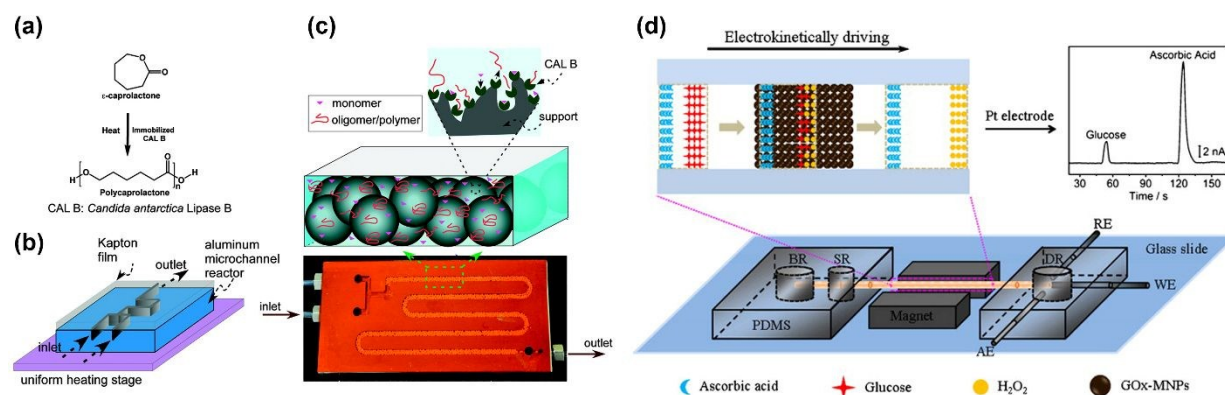 (a)
O
O
ε-caprolactone
Heat
Immobilized
CAL B
H
O
O
O
H
n
Polycaprolactone
CAL B: Candida antarctica Lipase B
(b)
Kapton
film
outlet
aluminum
microchannel
reactor
inlet
uniform heating stage
(c)
CAL B
monomer
oligomer/polymer
support
inlet
outlet
(d)
Electrokinetically driving
Pt electrode
Ascorbic Acid
Glucose
2 nA
30 60 90 120 150
Time / s
RE
Glass slide
BR
SR
DR
WE
PDMS
Magnet
AE
Ascorbic acid
Glucose
H₂O₂
GOx-MNPs